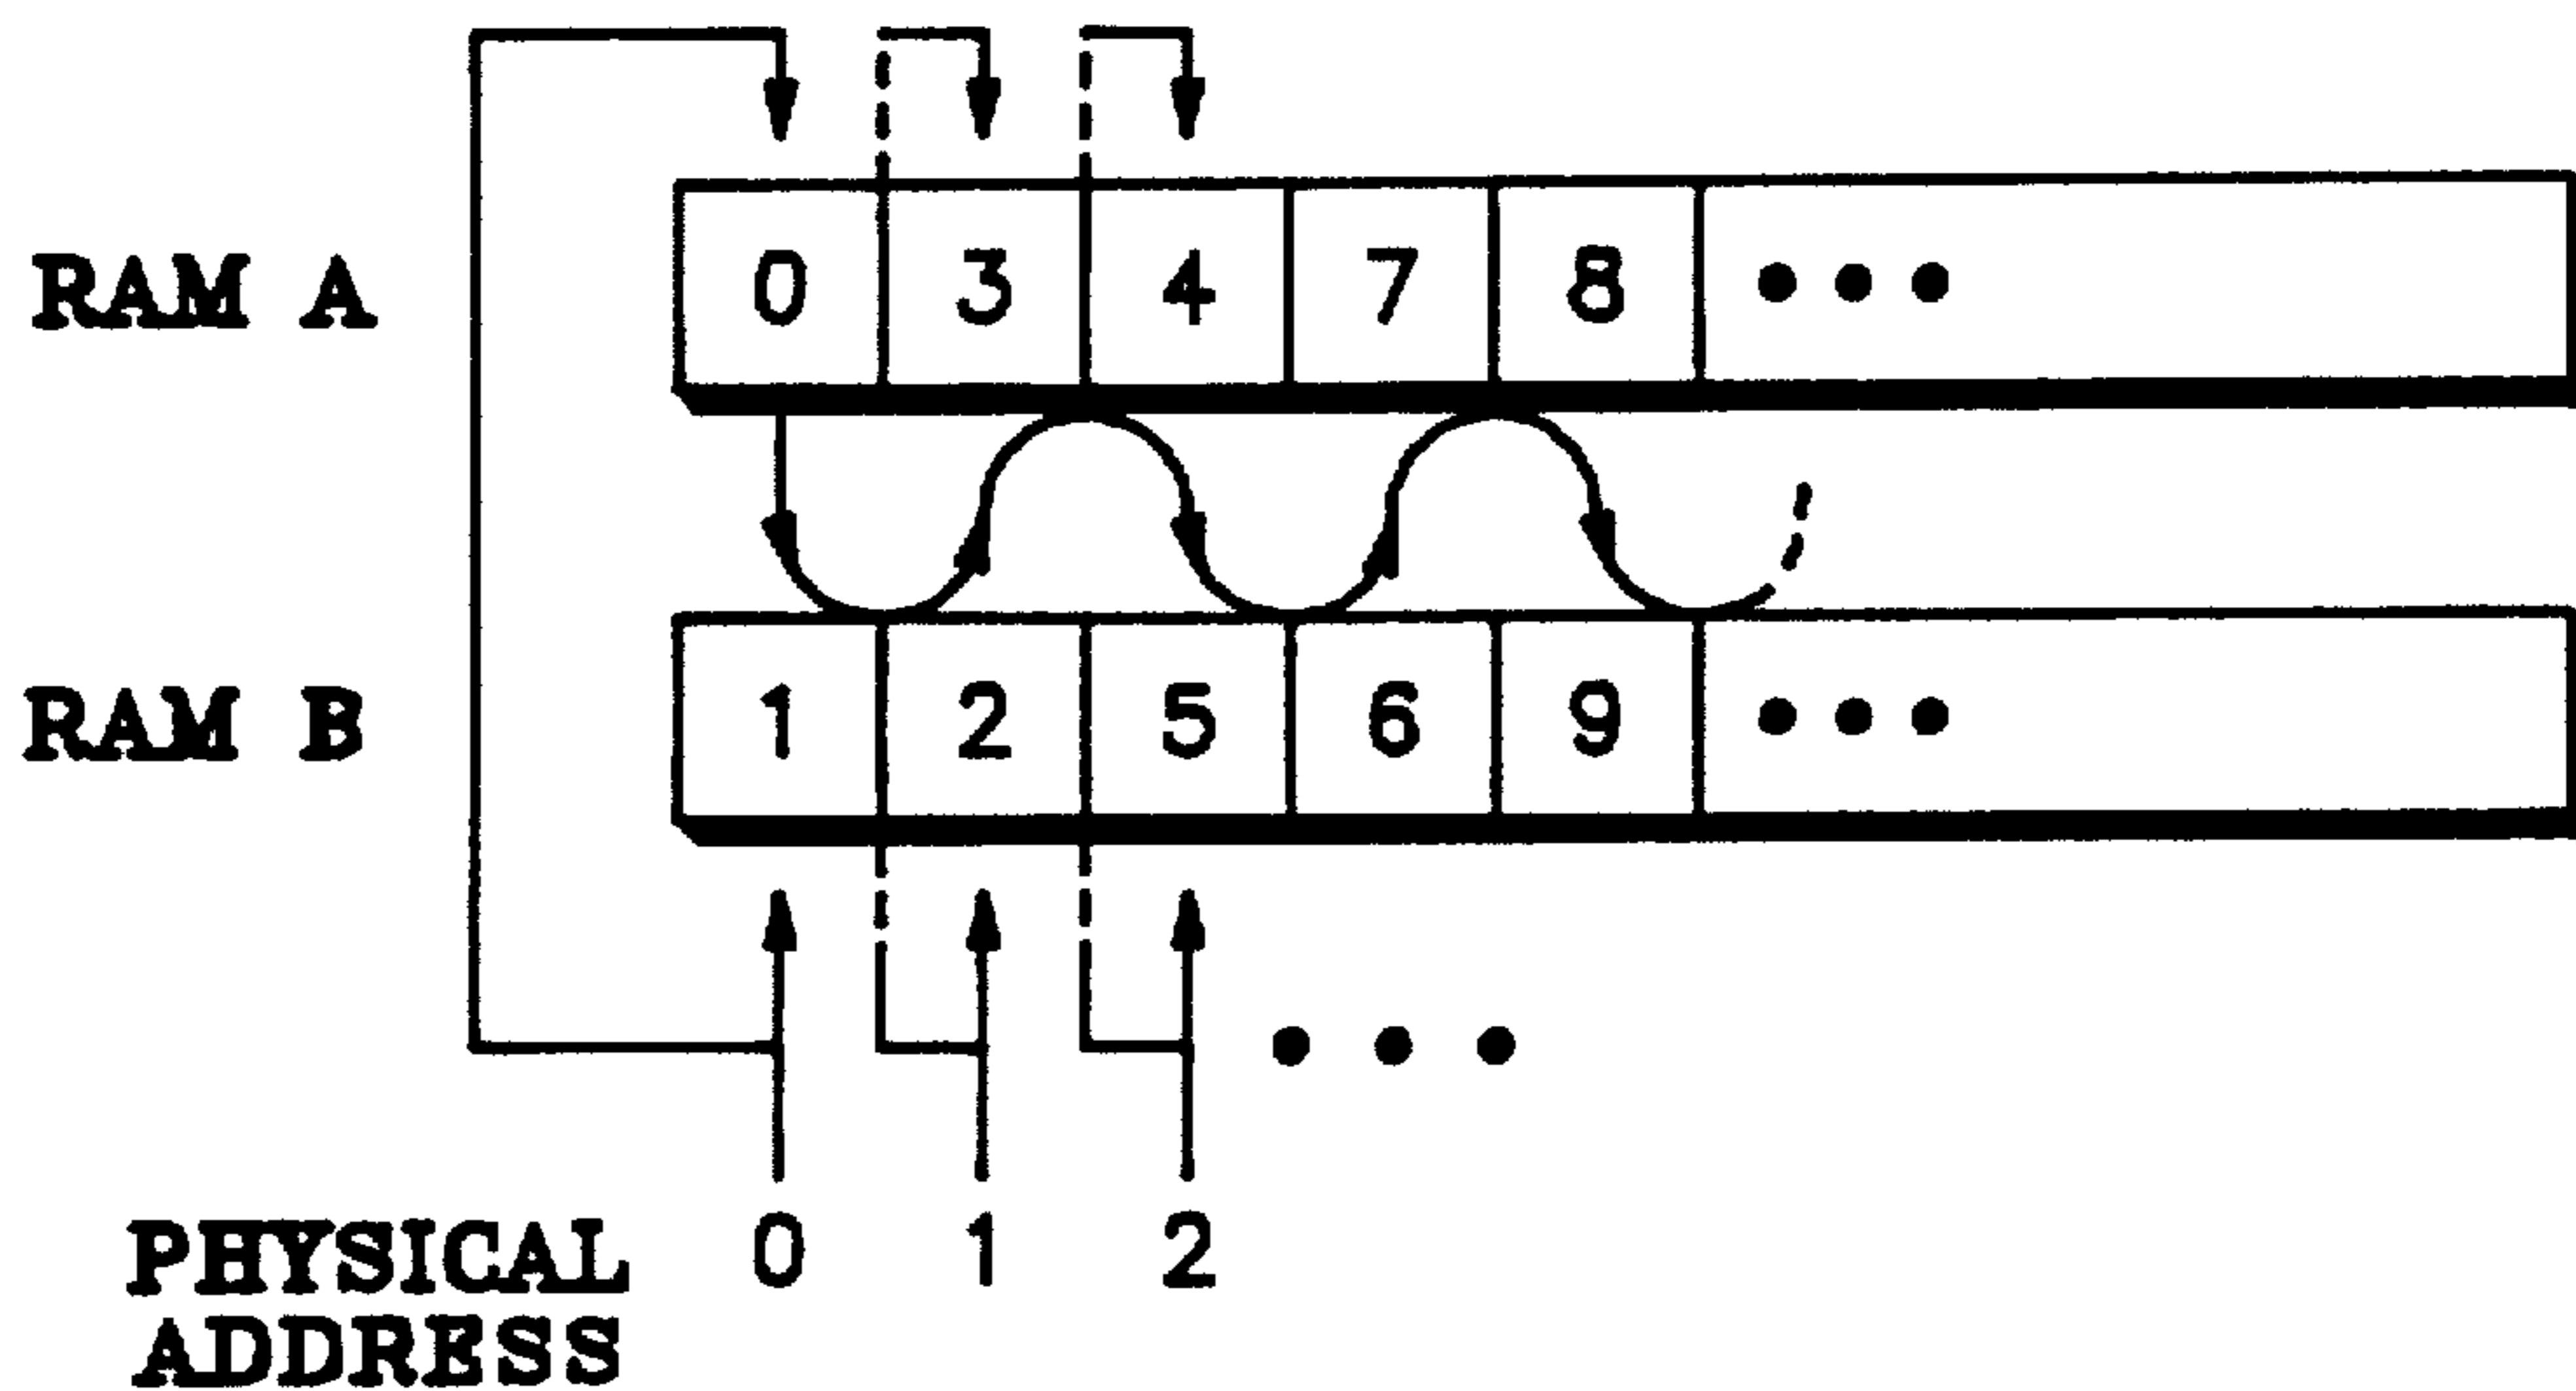 RAM A 0 3 4 7 8 •••
RAM B 1 2 5 6 9 •••
•••
PHYSICAL 0 1 2
ADDRESS